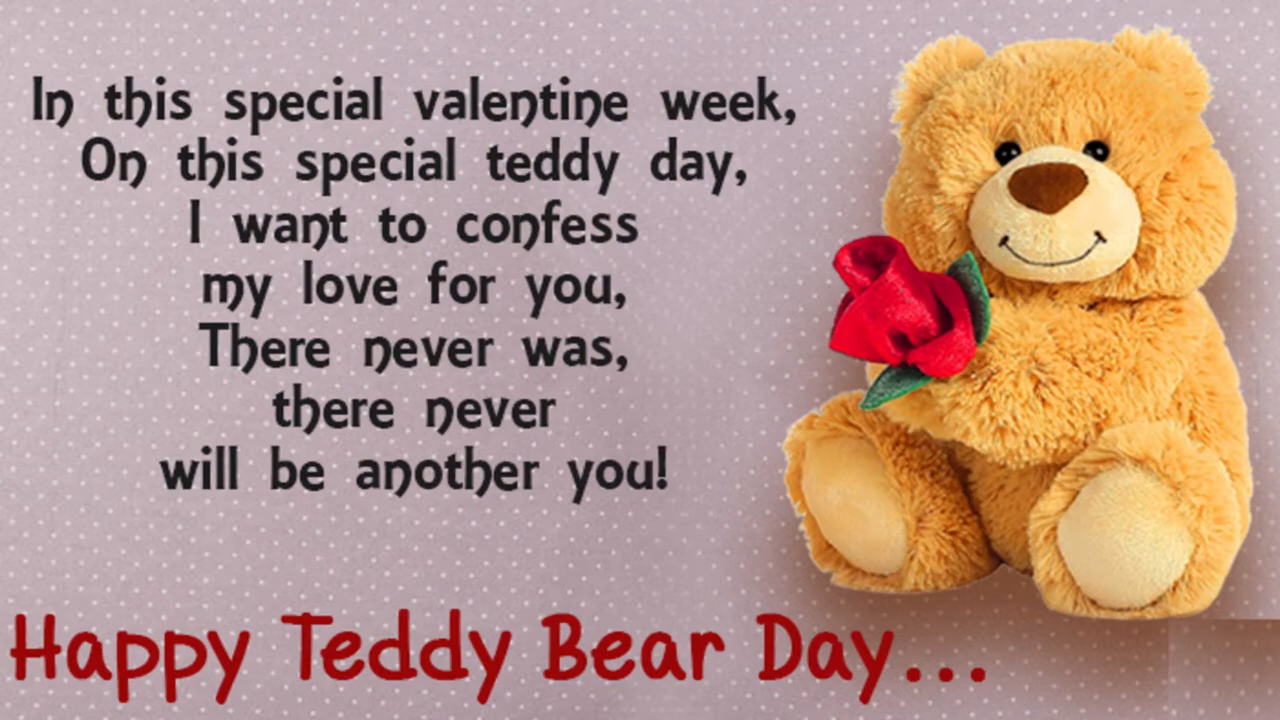 In this special valentine week,
On this special teddy day,
I want to confess
my love for you,
There never was,
there never
will be another you!
Happy Teddy Bear Day...